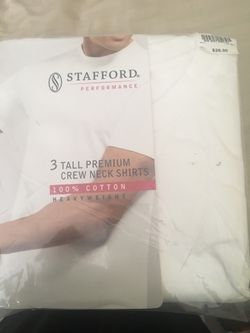 STAFFORD®
PERFORMANCE
$26.00
3 TALL PREMIUM
CREW NECK SHIRTS
100% COTTON
HEAVYWEIGHT